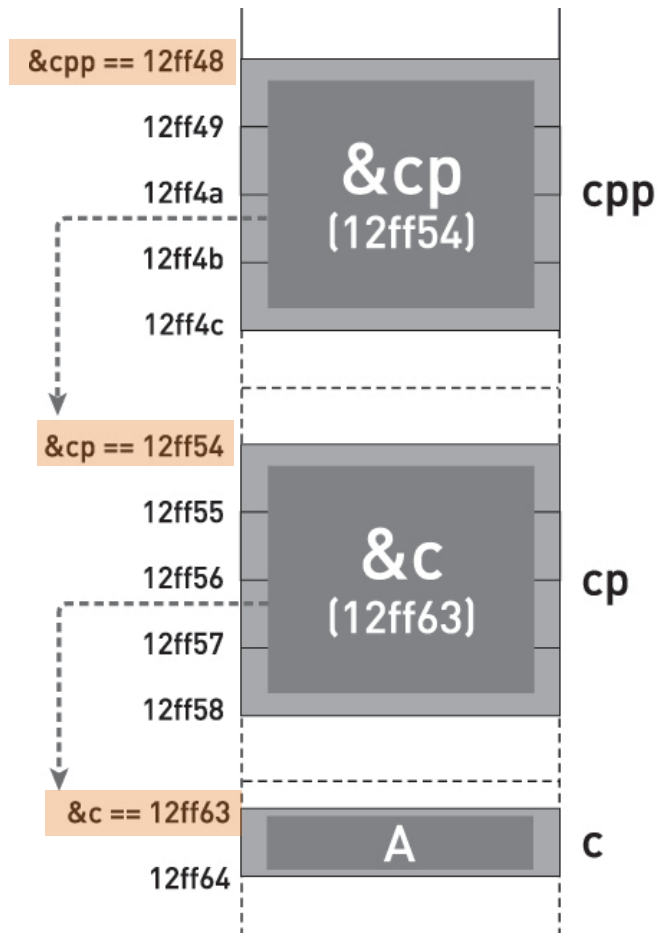 &cpp == 12ff48
12ff49
12ff4a
12ff4b
12ff4c
&cp
(12ff54)
cpp
&cp == 12ff54
12ff55
12ff56
12ff57
12ff58
&c
(12ff63)
cp
&c == 12ff63
12ff64
A
c